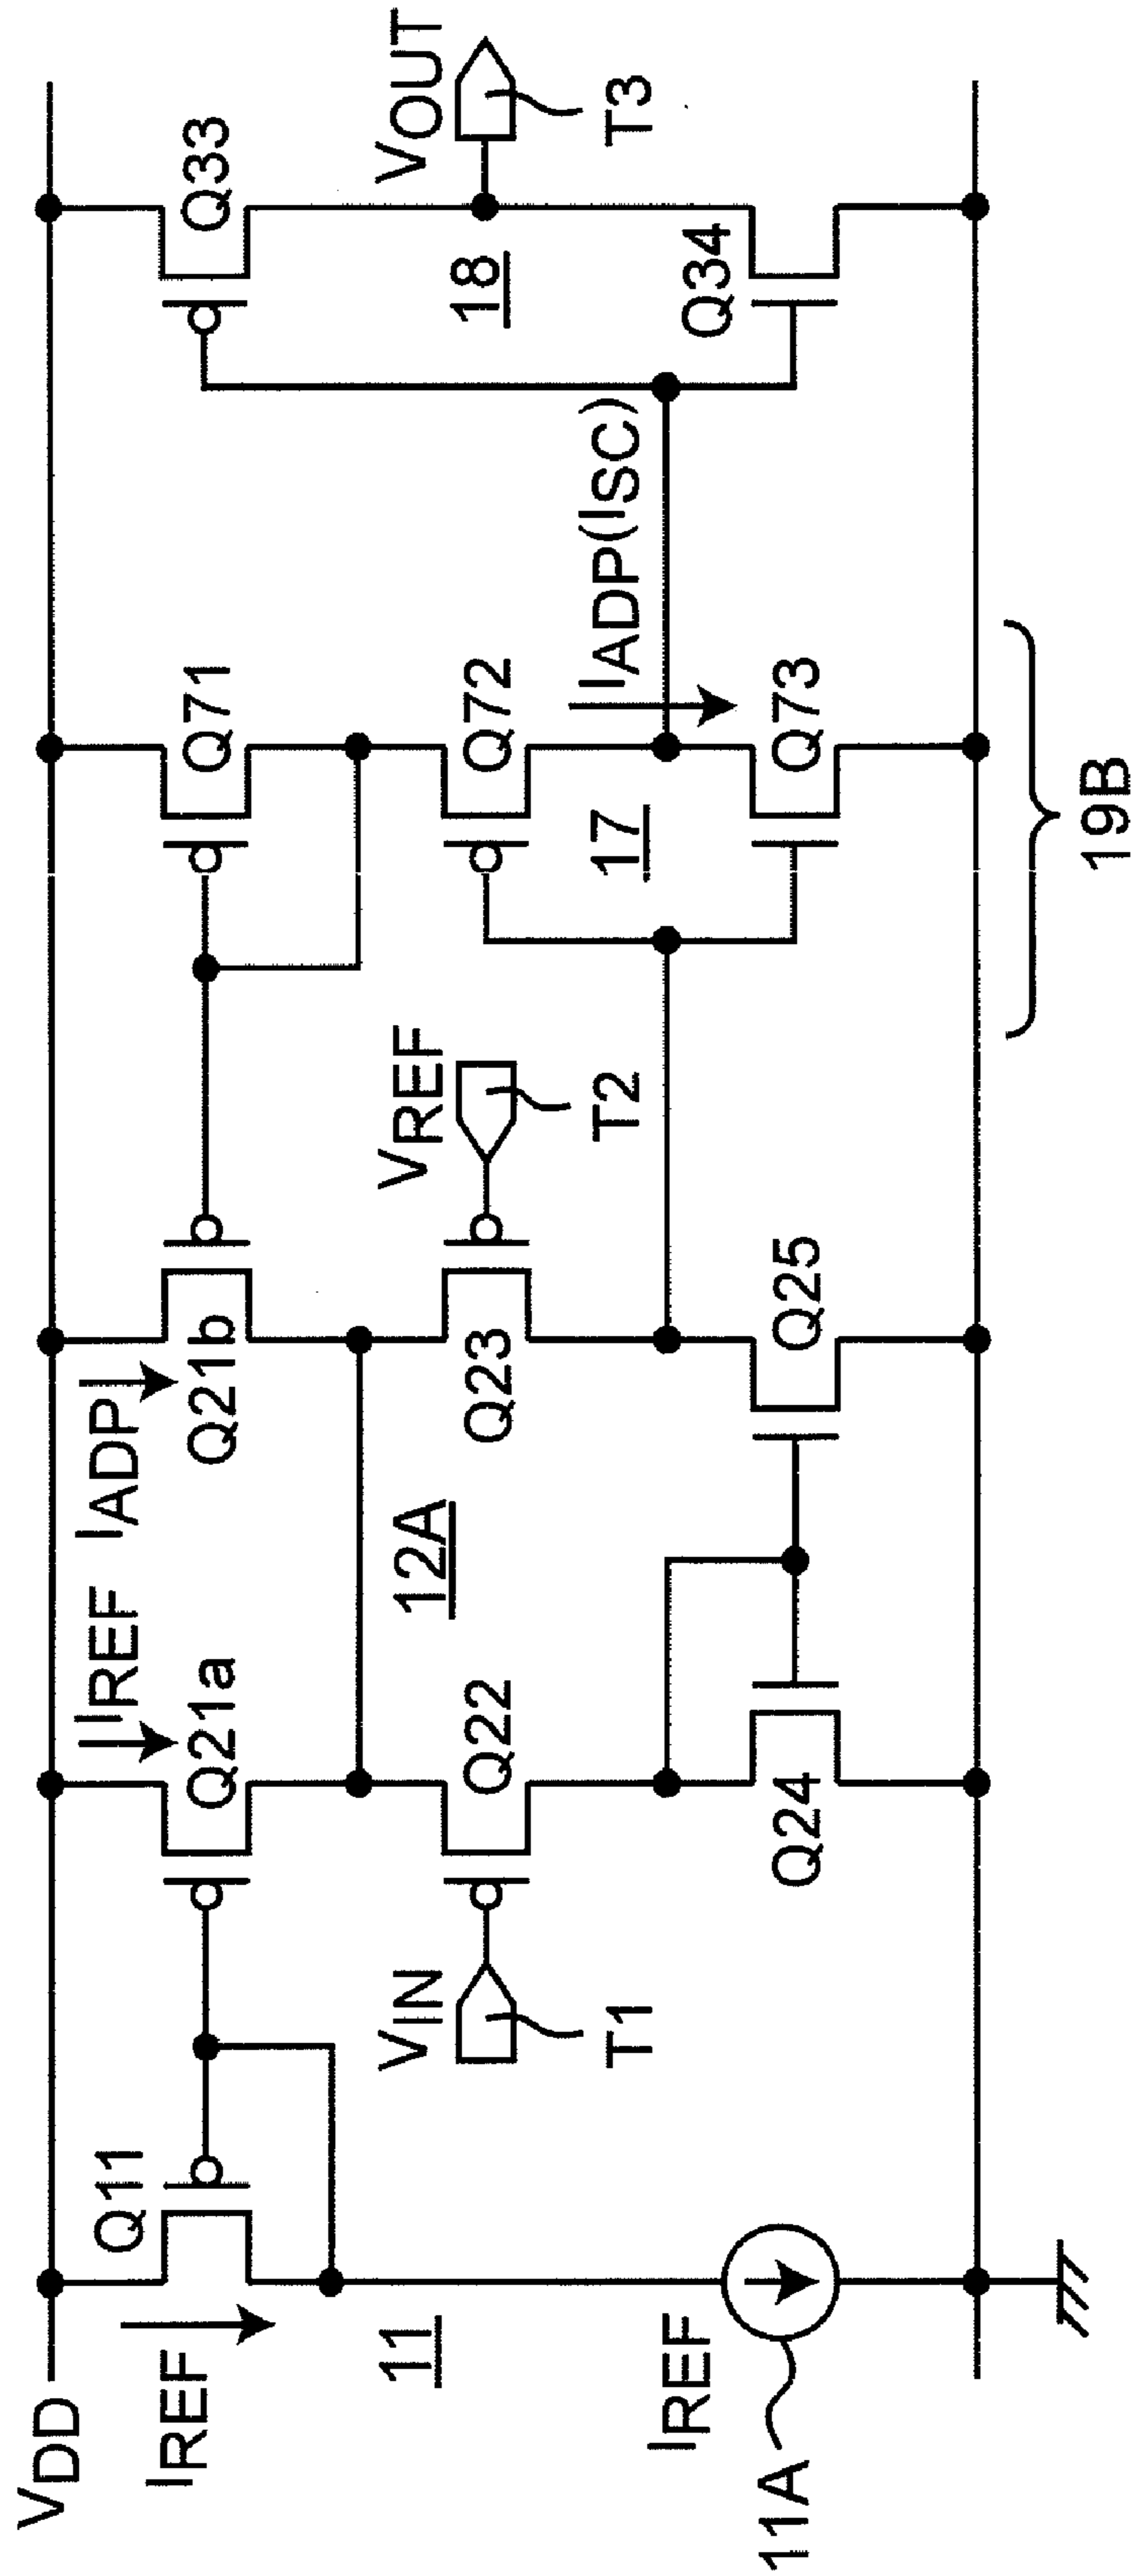 VDD
IREF
Q11
11
IREF
11A
VIN
T1
IREF
Q21a
Q22
Q24
12A
IADP
Q21b
Q23
Q25
VREF
T2
Q71
Q72
17
Q73
IADP(ISC)
19B
Q33
18
Q34
VOUT
T3